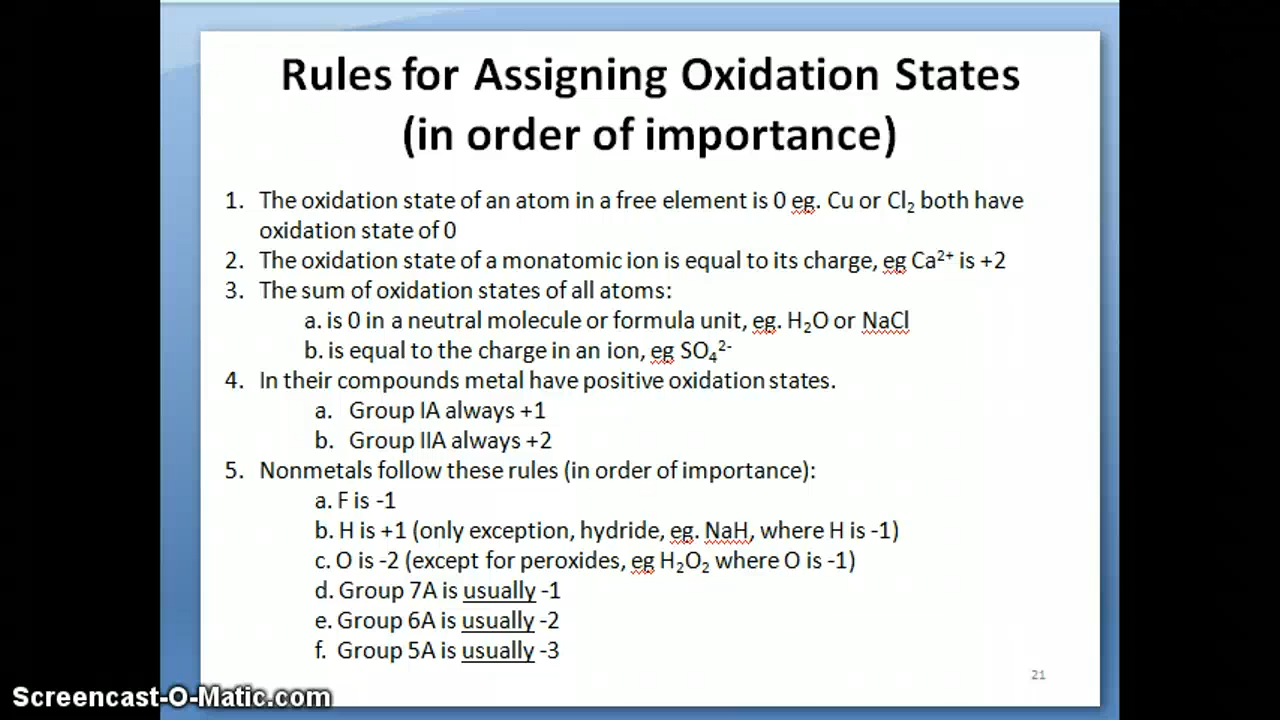 Rules for Assigning Oxidation States
(in order of importance)
1. The oxidation state of an atom in a free element is 0 eg. Cu or Cl₂ both have
oxidation state of 0
2. The oxidation state of a monatomic ion is equal to its charge, eg Ca²⁺ is +2
3. The sum of oxidation states of all atoms:
a. is 0 in a neutral molecule or formula unit, eg. H₂O or NaCl
b. is equal to the charge in an ion, eg SO₄²⁻
4. In their compounds metal have positive oxidation states.
a. Group IA always +1
b. Group IIA always +2
5. Nonmetals follow these rules (in order of importance):
a. F is -1
b. H is +1 (only exception, hydride, eg. NaH, where H is -1)
c. O is -2 (except for peroxides, eg H₂O₂ where O is -1)
d. Group 7A is usually -1
e. Group 6A is usually -2
f. Group 5A is usually -3
21
Screencast-O-Matic.com